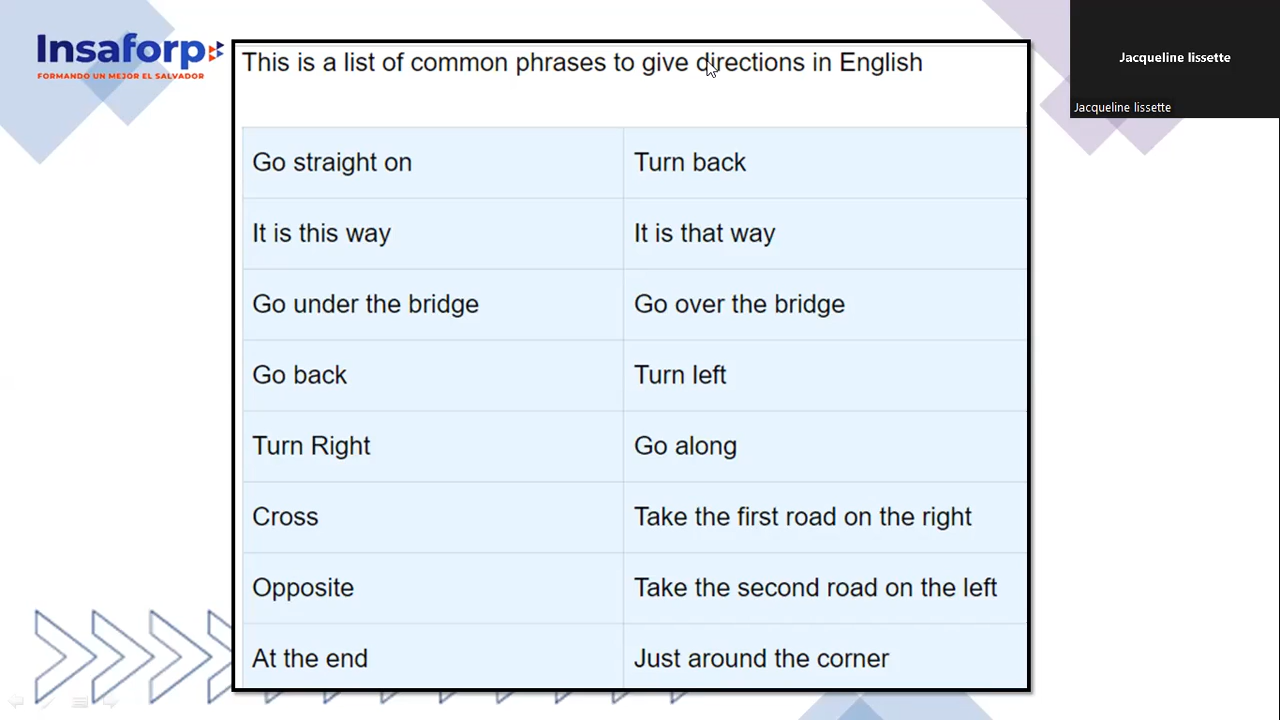 Insaforp
FORMANDO UN MEJOR EL SALVADOR
This is a list of common phrases to give directions in English
Go straight on
Turn back
It is this way
It is that way
Go under the bridge
Go over the bridge
Go back
Turn left
Turn Right
Go along
Cross
Take the first road on the right
Opposite
Take the second road on the left
At the end
Just around the corner
Jacqueline lissette
Jacqueline lissette